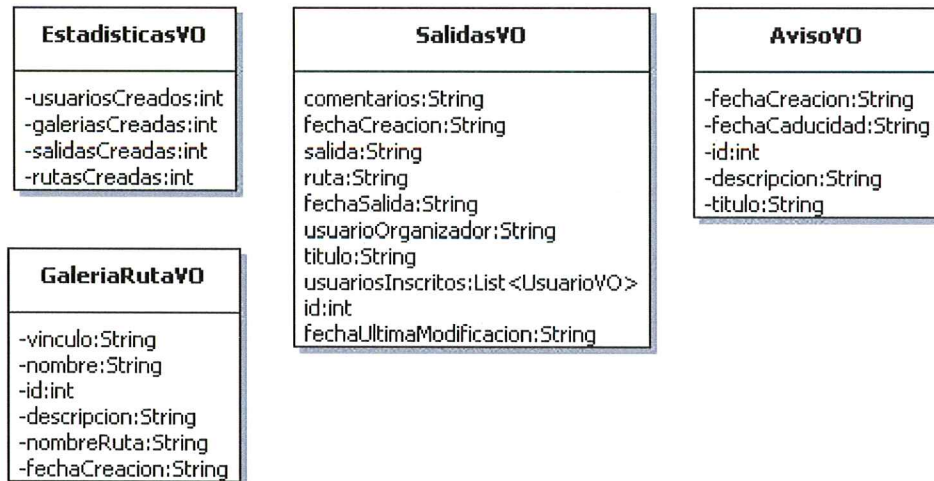 EstadisticasVO
-usuariosCreados:int
-galeriasCreadas:int
-salidasCreadas:int
-rutasCreadas:int
SalidasVO
comentarios:String
fechaCreacion:String
salida:String
ruta:String
fechaSalida:String
usuarioOrganizador:String
titulo:String
usuariosInscritos:List<UsuarioVO>
id:int
fechaUltimaModificacion:String
AvisoVO
-fechaCreacion:String
-fechaCaducidad:String
-id:int
-descripcion:String
-titulo:String
GaleriaRutaVO
-vinculo:String
-nombre:String
-id:int
-descripcion:String
-nombreRuta:String
-fechaCreacion:String